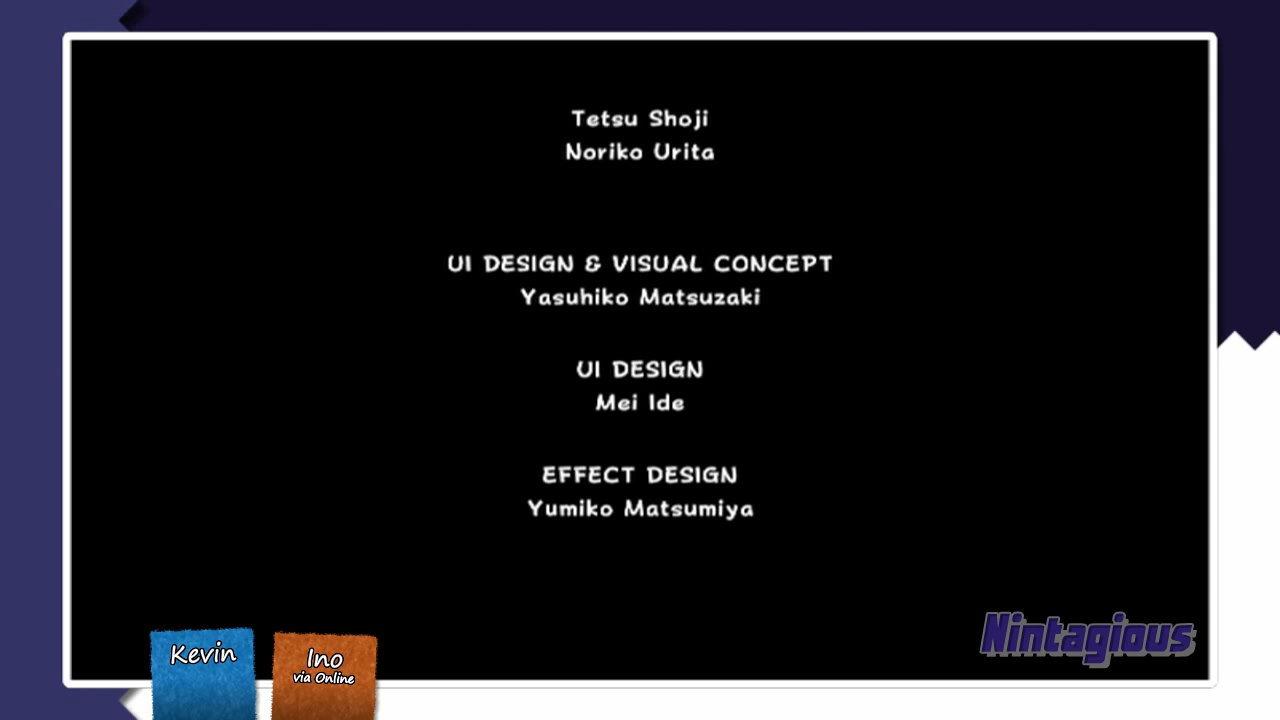 Tetsu Shoji
Noriko Urita
UI DESIGN & VISUAL CONCEPT
Yasuhiko Matsuzaki
UI DESIGN
Mei Ide
EFFECT DESIGN
Yumiko Matsumiya
Kevin
Ino
via Online
Nintagious